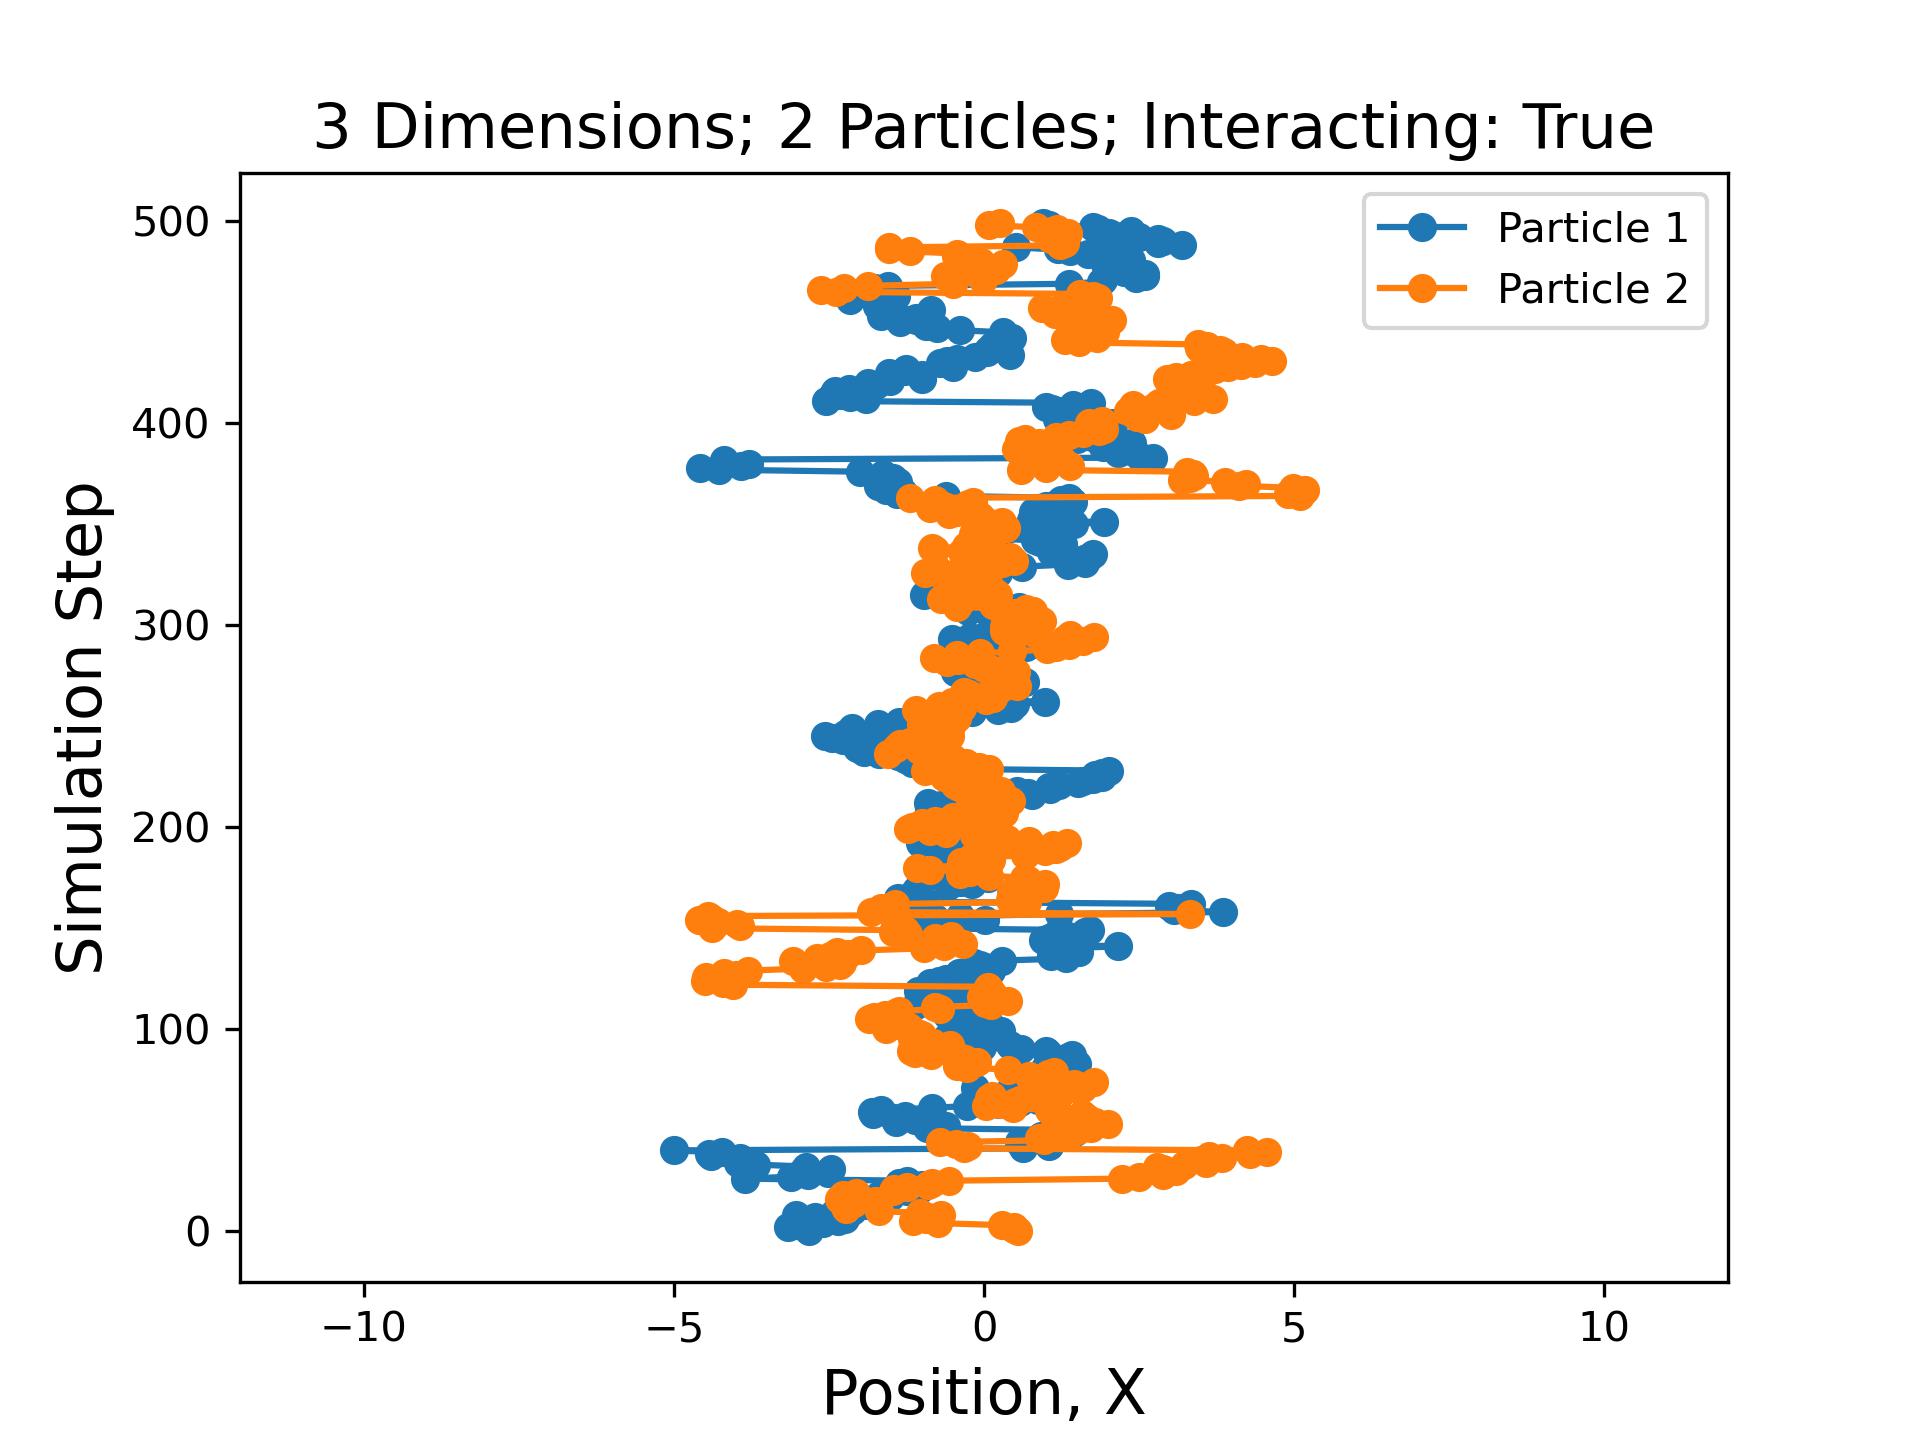 3 Dimensions; 2 Particles; Interacting: True
Particle 1
Particle 2
Simulation Step
500
400
300
200
100
0
−10
−5
0
5
10
Position, X